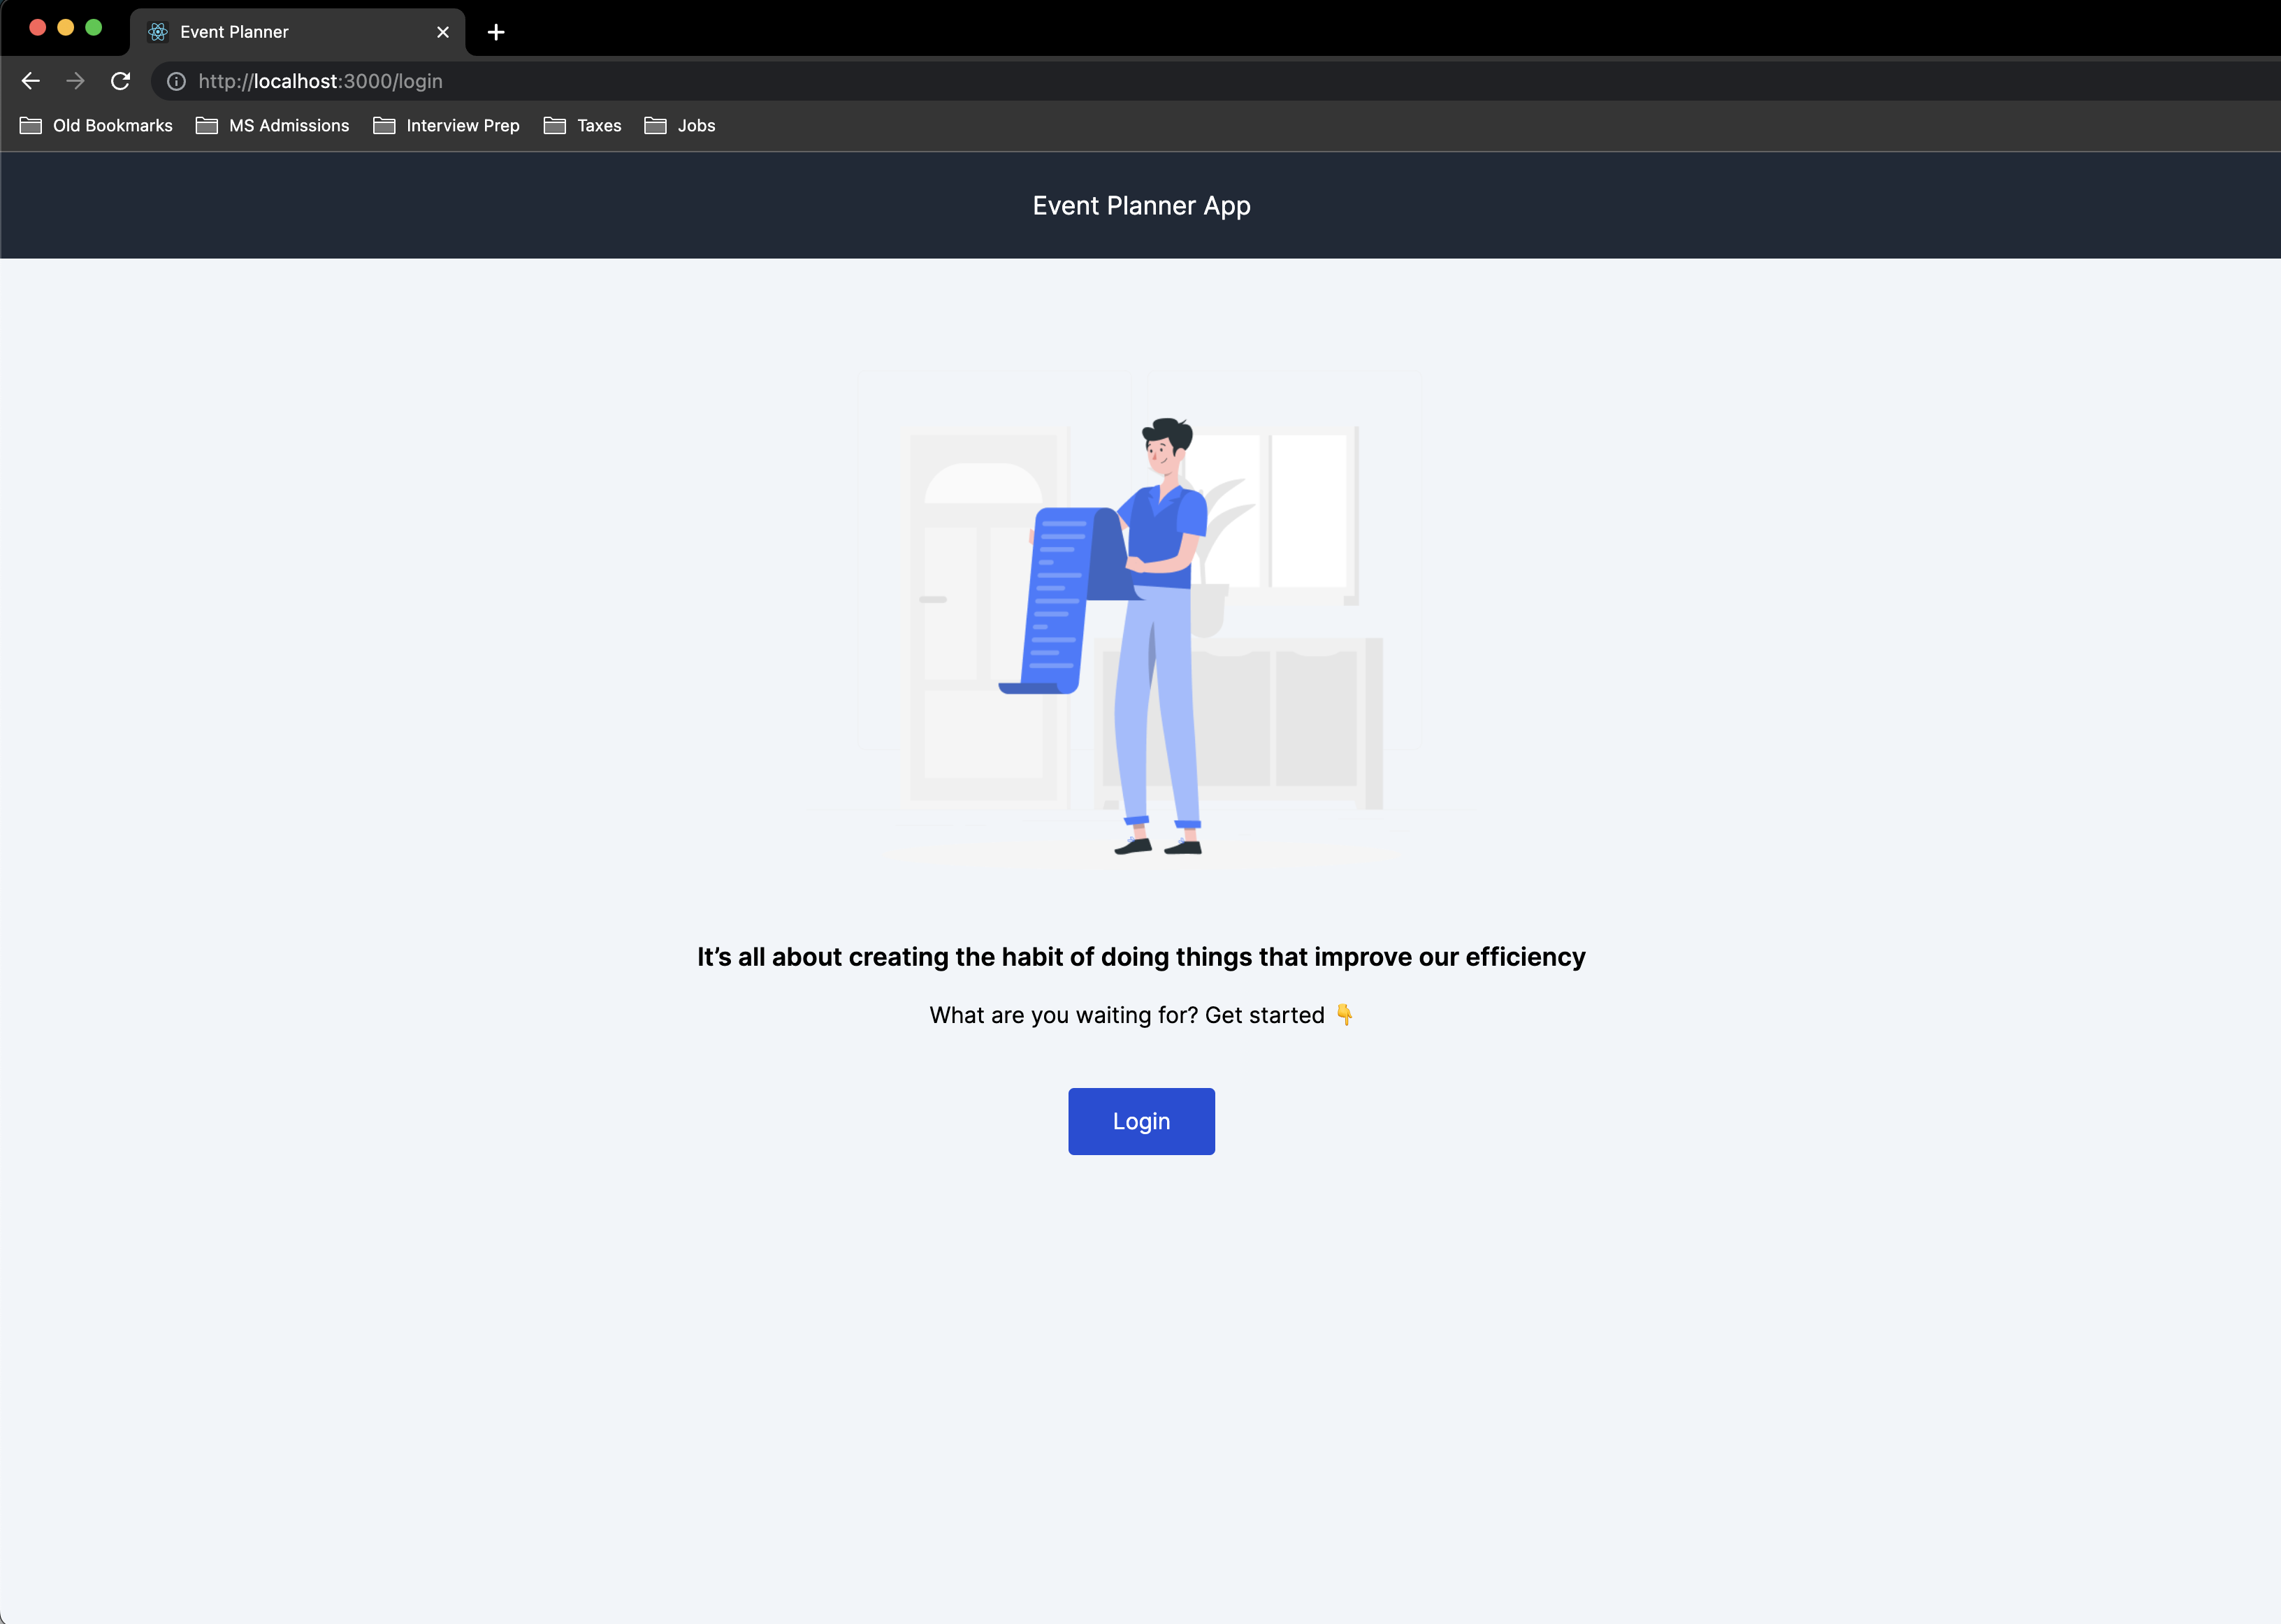 Event Planner
http://localhost:3000/login
Old Bookmarks MS Admissions Interview Prep Taxes Jobs
Event Planner App
It’s all about creating the habit of doing things that improve our efficiency
What are you waiting for? Get started 👇
Login